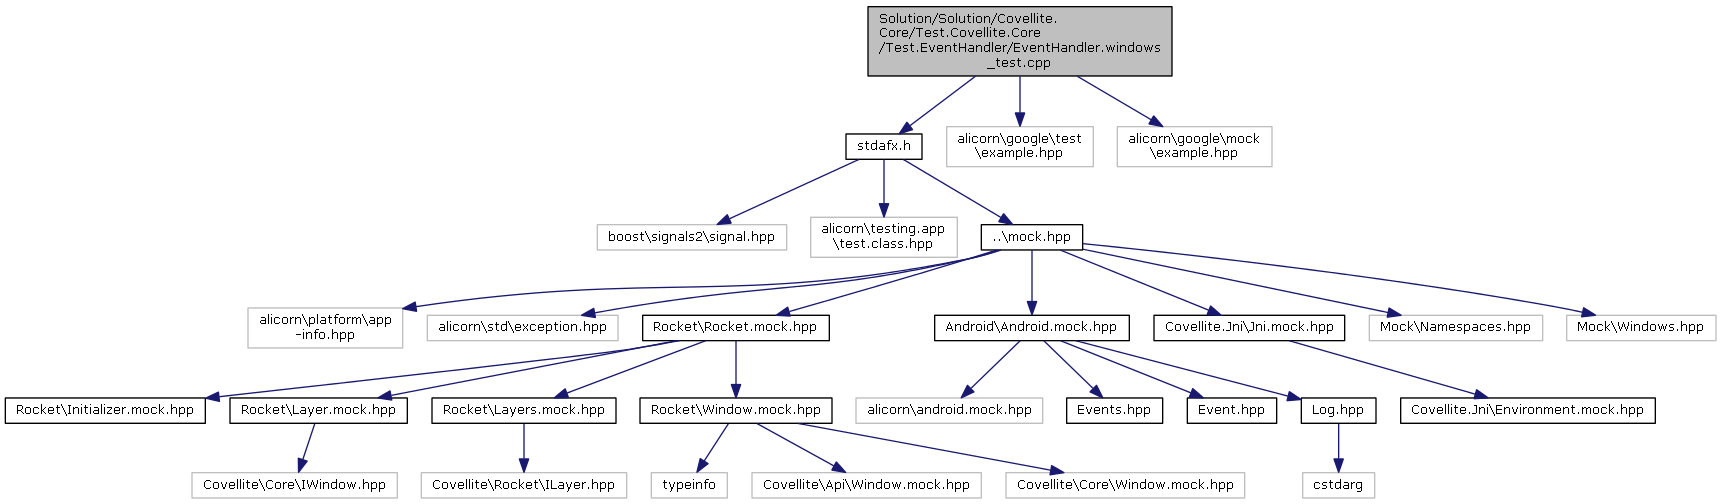 Solution/Solution/Covellite.
Core/Test.Covellite.Core
/Test.EventHandler/EventHandler.windows
_test.cpp
stdafx.h
alicorn\google\test
\example.hpp
alicorn\google\mock
\example.hpp
boost\signals2\signal.hpp
alicorn\testing.app
\test.class.hpp
..\mock.hpp
alicorn\platform\app
-info.hpp
alicorn\std\exception.hpp
Rocket\Rocket.mock.hpp
Android\Android.mock.hpp
Covellite.Jni\Jni.mock.hpp
Mock\Namespaces.hpp
Mock\Windows.hpp
Rocket\Initializer.mock.hpp
Rocket\Layer.mock.hpp
Rocket\Layers.mock.hpp
Rocket\Window.mock.hpp
alicorn\android.mock.hpp
Events.hpp
Event.hpp
Log.hpp
Covellite.Jni\Environment.mock.hpp
Covellite\Core\IWindow.hpp
Covellite\Rocket\ILayer.hpp
typeinfo
Covellite\Api\Window.mock.hpp
Covellite\Core\Window.mock.hpp
cstdarg